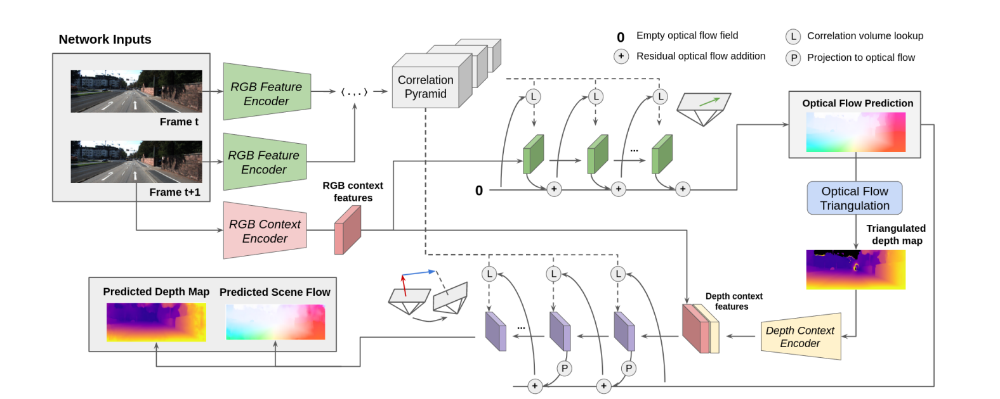 Network Inputs
Frame t
Frame t+1
RGB Feature
Encoder
RGB Feature
Encoder
RGB Context
Encoder
RGB context
features
⟨ . , . ⟩
Correlation
Pyramid
0 Empty optical flow field
+ Residual optical flow addition
L Correlation volume lookup
P Projection to optical flow
L
L
L
...
0
+
+
+
Optical Flow Prediction
Optical Flow
Triangulation
Triangulated
depth map
Depth Context
Encoder
Depth context
features
L
L
L
...
P
P
+
+
Predicted Depth Map
Predicted Scene Flow